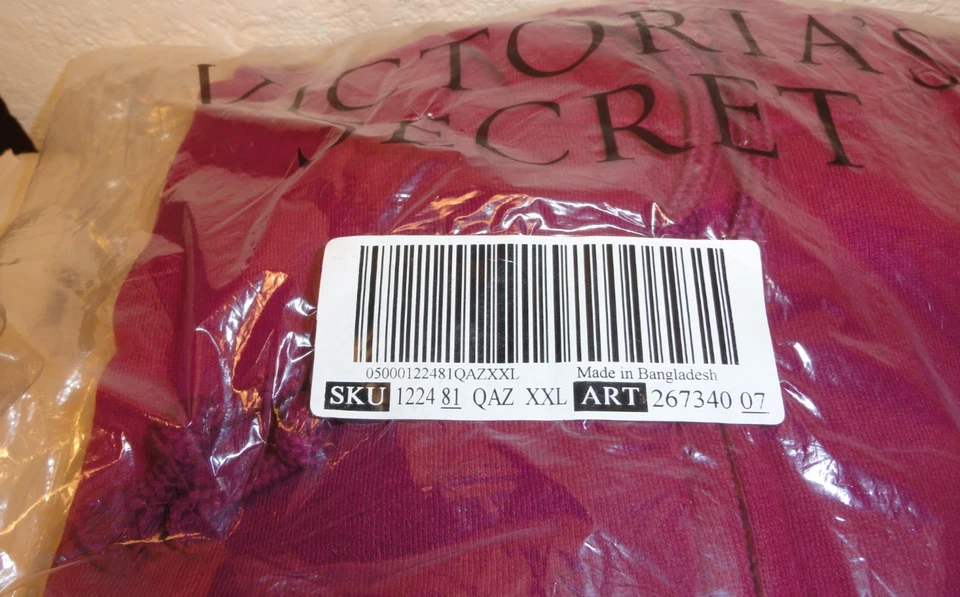 VICTORIA'S
SECRET
05000122481QAZXXL Made in Bangladesh
SKU 1224 81 QAZ XXL ART 267340 07